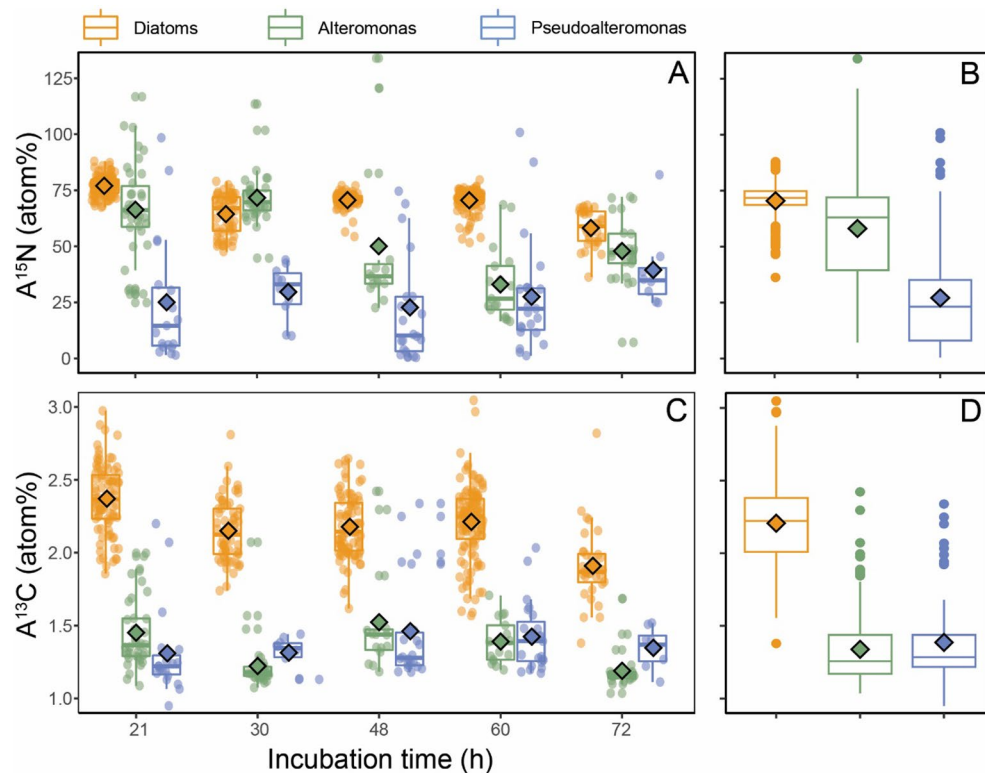 Diatoms Alteromonas Pseudoalteromonas
A
B
A¹⁵N (atom%)
125
100
75
50
25
0
C
D
A¹³C (atom%)
3.0
2.5
2.0
1.5
1.0
21 30 48 60 72
Incubation time (h)